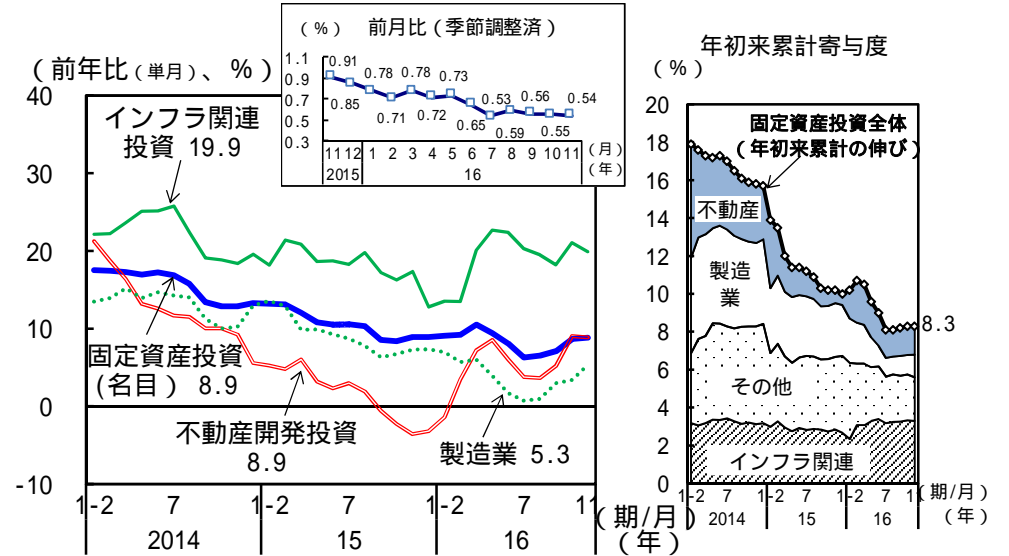 (%)
前月比(季節調整済)
1.1
0.9
0.7
0.5
0.3
0.91
0.85
0.78
0.71
0.78
0.72
0.73
0.65
0.53
0.59
0.56
0.55
0.54
11 12 1 2 3 4 5 6 7 8 9 10 11 (月)
2015 16 (年)
(前年比(単月)、%)
40
30
20
10
0
-10
インフラ関連
投資 19.9
固定資産投資
(名目) 8.9
不動産開発投資
8.9
製造業 5.3
1-2 7 1-2 7 1-2 7 11 (期/月)
2014 15 16 (年)
年初来累計寄与度
(%)
20
18
16
14
12
10
8
6
4
2
0
固定資産投資全体
(年初来累計の伸び)
不動産
製造
業
その他
インフラ関連
8.3
1-2 7 1-2 7 1-2 7 11 (期/月)
2014 15 16 (年)